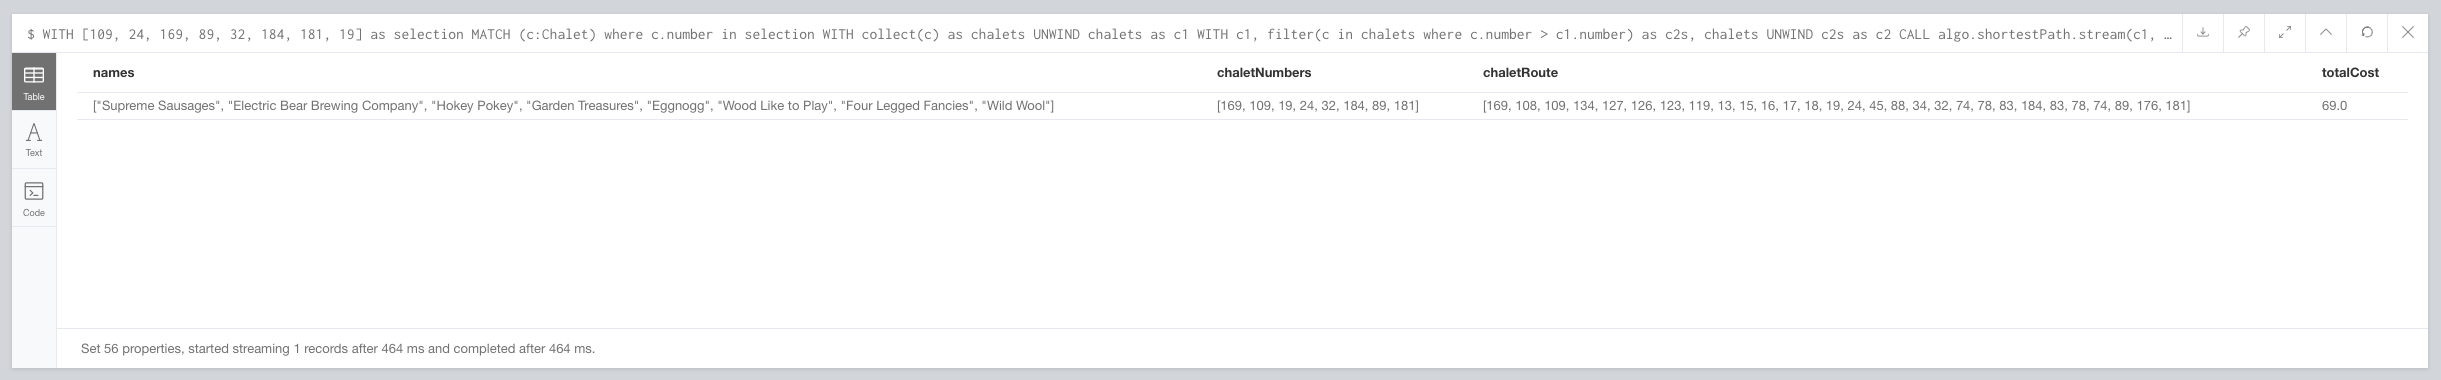 $ WITH [109, 24, 169, 89, 32, 184, 181, 19] as selection MATCH (c:Chalet) where c.number in selection WITH collect(c) as chalets UNWIND chalets as c1 WITH c1, filter(c in chalets where c.number > c1.number) as c2s, chalets UNWIND c2s as c2 CALL algo.shortestPath.stream(c1, …
names chaletNumbers chaletRoute totalCost
["Supreme Sausages", "Electric Bear Brewing Company", "Hokey Pokey", "Garden Treasures", "Eggnogg", "Wood Like to Play", "Four Legged Fancies", "Wild Wool"] [169, 109, 19, 24, 32, 184, 89, 181] [169, 108, 109, 134, 127, 126, 123, 119, 13, 15, 16, 17, 18, 19, 24, 45, 88, 34, 32, 74, 78, 83, 184, 83, 78, 74, 89, 176, 181] 69.0
Table
Text
Code
Set 56 properties, started streaming 1 records after 464 ms and completed after 464 ms.